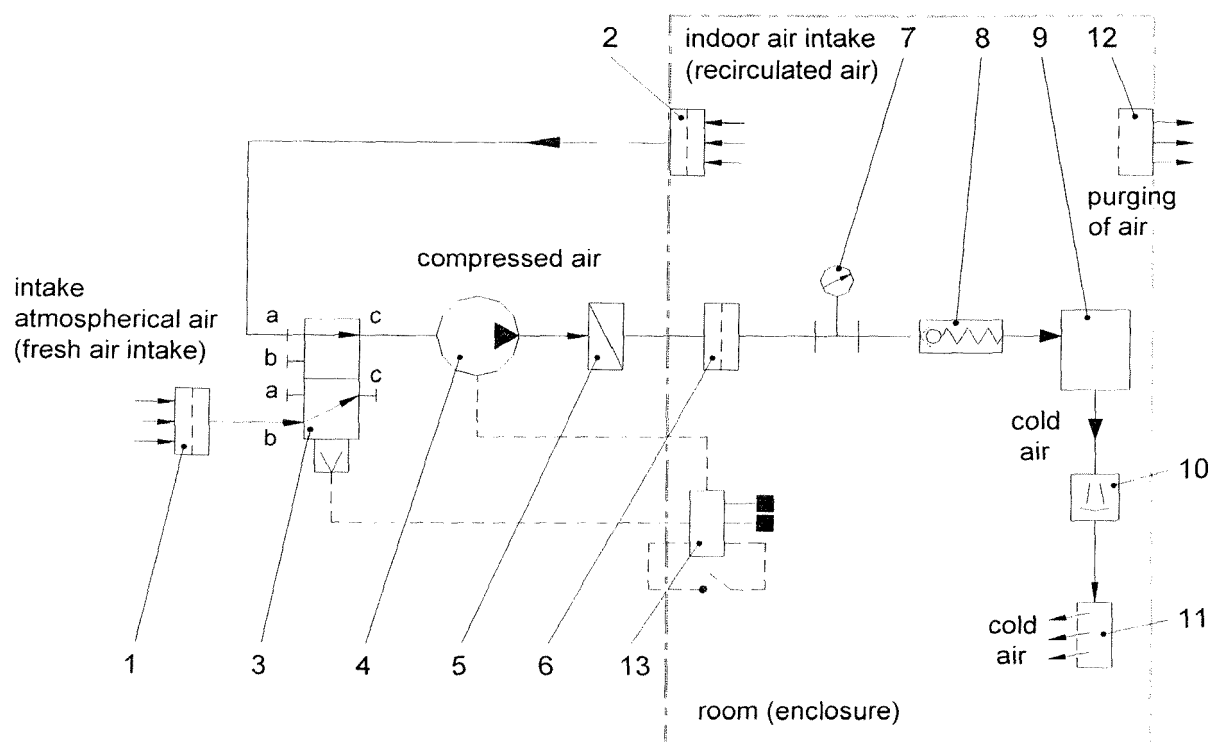 2
indoor air intake
(recirculated air)
7
8
9
12
purging
of air
compressed air
intake
atmospherical air
(fresh air intake)
a
c
b
a
c
b
cold
air
10
cold
air
11
1
3
4
5
6
13
room (enclosure)